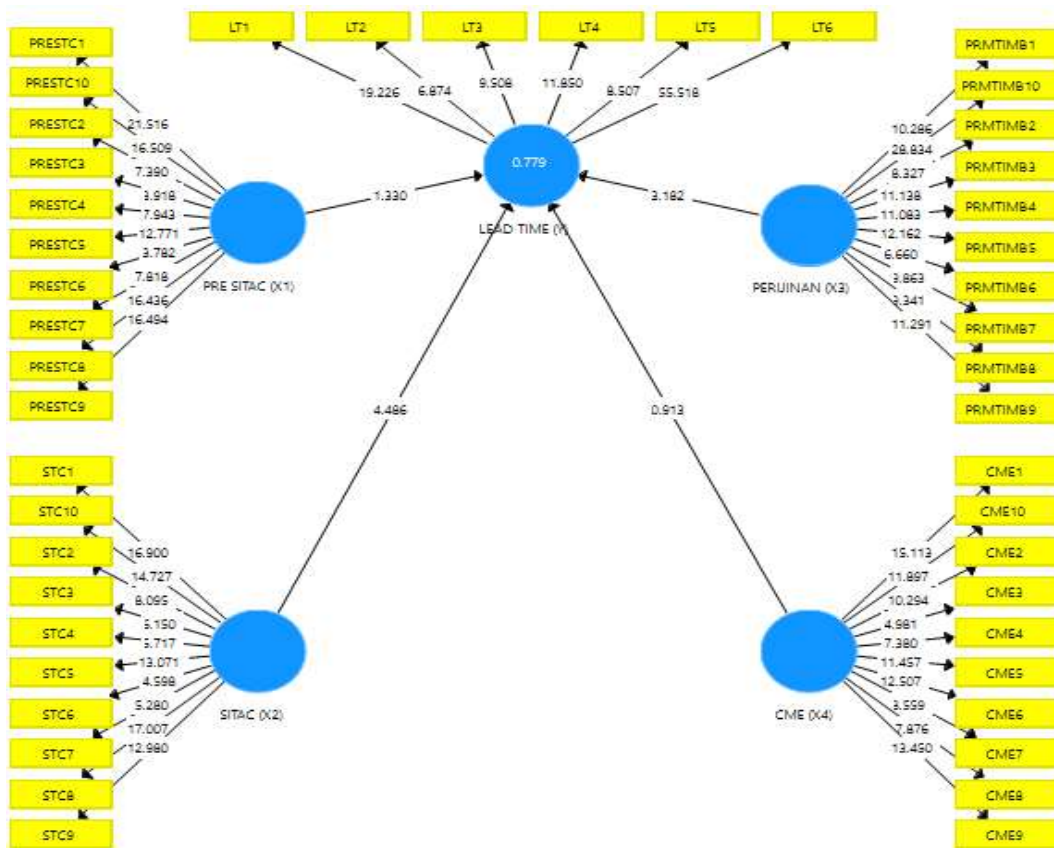 LT1
LT2
LT3
LT4
LT5
LT6
19.226
6.874
9.508
11.850
8.507
55.518
0.779
LEAD TIME (Y)
PRESTC1
PRESTC10
PRESTC2
PRESTC3
PRESTC4
PRESTC5
PRESTC6
PRESTC7
PRESTC8
PRESTC9
21.516
16.509
7.390
3.918
7.943
12.771
3.782
7.818
16.436
16.494
PRE SITAC (X1)
1.330
PRMTIMB1
PRMTIMB10
PRMTIMB2
PRMTIMB3
PRMTIMB4
PRMTIMB5
PRMTIMB6
PRMTIMB7
PRMTIMB8
PRMTIMB9
10.286
28.834
8.327
11.138
11.083
12.162
6.660
3.341
11.291
PERIJINAN (X3)
3.182
4.486
0.913
STC1
STC10
STC2
STC3
STC4
STC5
STC6
STC7
STC8
STC9
16.900
14.727
8.095
13.071
4.598
5.280
17.007
12.980
SITAC (X2)
CME1
CME10
CME2
CME3
CME4
CME5
CME6
CME7
CME8
CME9
15.113
11.897
10.294
4.981
7.380
11.457
12.507
3.559
7.876
13.450
CME (X4)